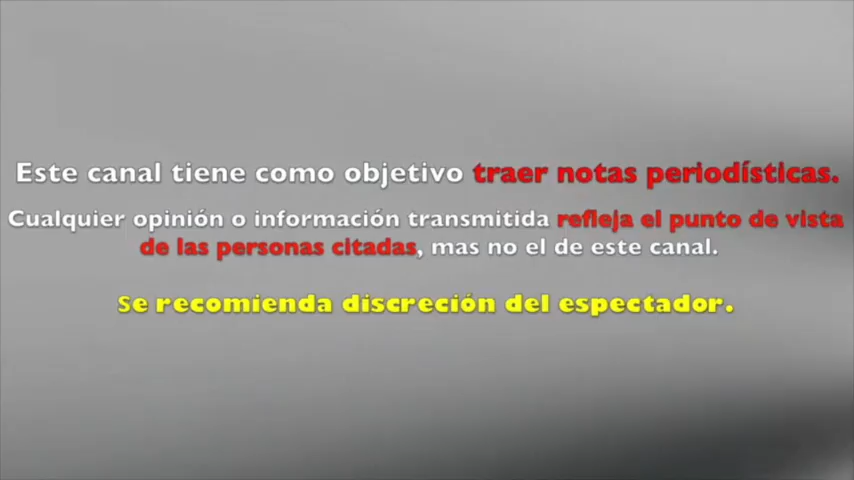 Este canal tiene como objetivo traer notas periodísticas.
Cualquier opinión o información transmitida refleja el punto de vista
de las personas citadas, mas no el de este canal.
Se recomienda discreción del espectador.